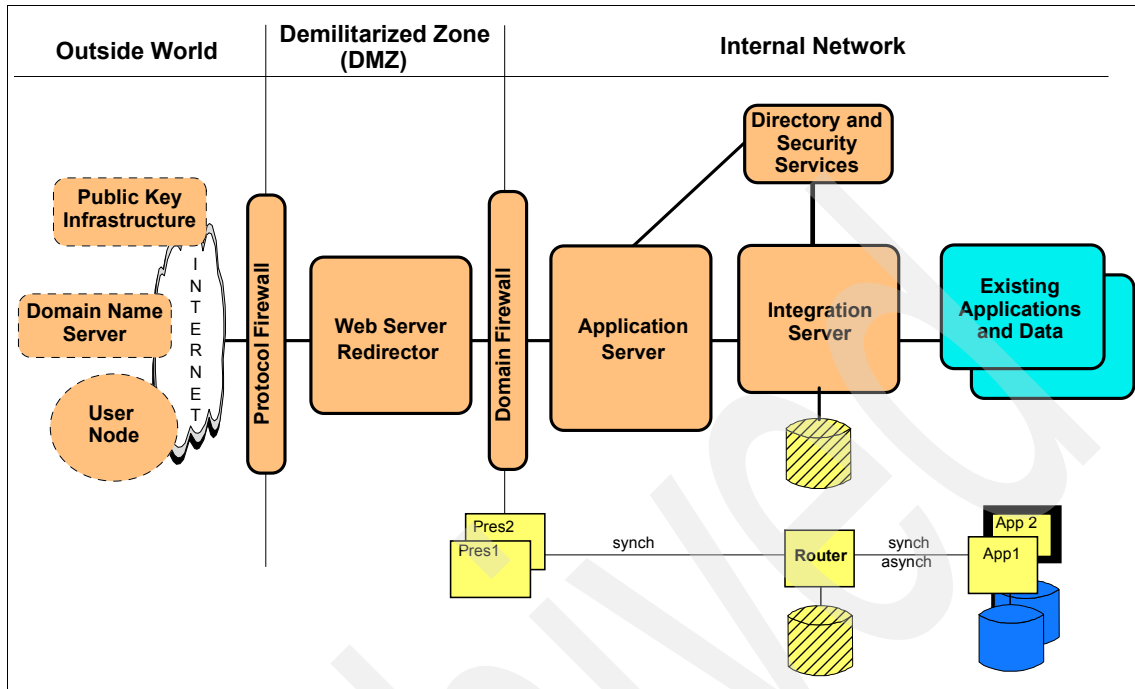 Outside World
Demilitarized Zone
(DMZ)
Internal Network
Directory and
Security
Services
Public Key
Infrastructure
Domain Name
Server
User
Node
INTERNET
Protocol Firewall
Web Server
Redirector
Domain Firewall
Application
Server
Integration
Server
Existing
Applications
and Data
Pres2
Pres1
synch
Router
synch
asynch
App 2
App1